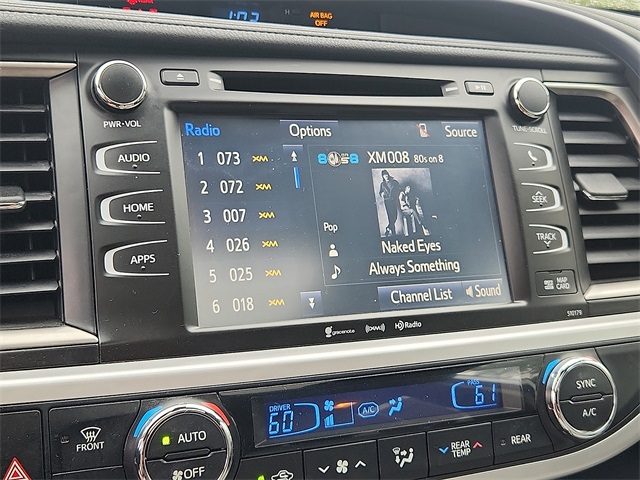 1:03
AIR BAG
OFF
PWR·VOL
TUNE·SCROLL
AUDIO
HOME
APPS
Radio
Options
Source
1 073 XM
2 072 XM
3 007 XM
4 026 XM
5 025 XM
6 018 XM
XM008 80s on 8
Pop
Naked Eyes
Always Something
Channel List
Sound
SEEK
TRACK
MAP
CARD
510179
gracenote
HD Radio
DRIVER
60
A/C
PASS
61
SYNC
A/C
FRONT
AUTO
OFF
REAR
TEMP
REAR